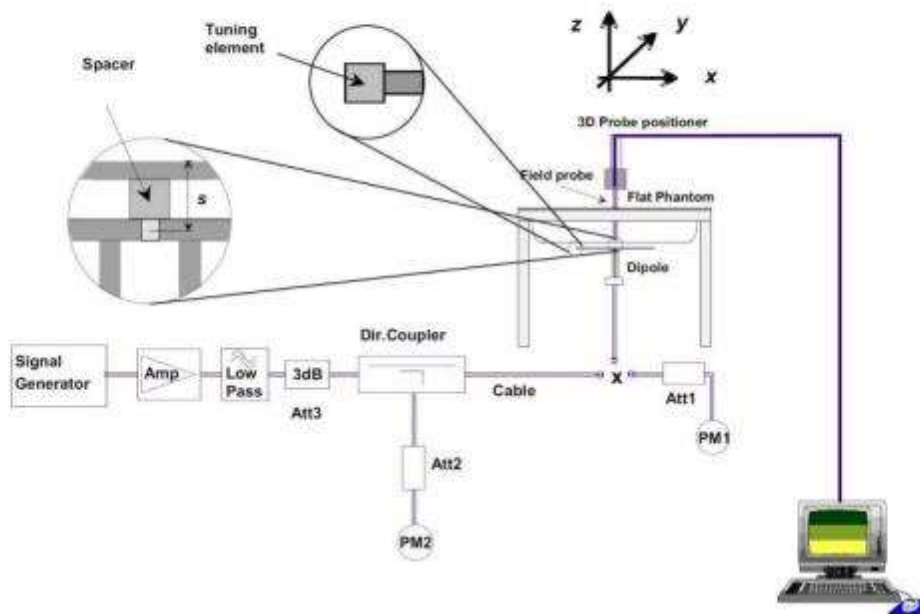 Tuning
element
Spacer
s
z
y
x
3D Probe positioner
Field probe
Flat Phantom
Dipole
Dir.Coupler
Signal
Generator
Amp
Low
Pass
3dB
Att3
Cable
x
Att1
PM1
Att2
PM2